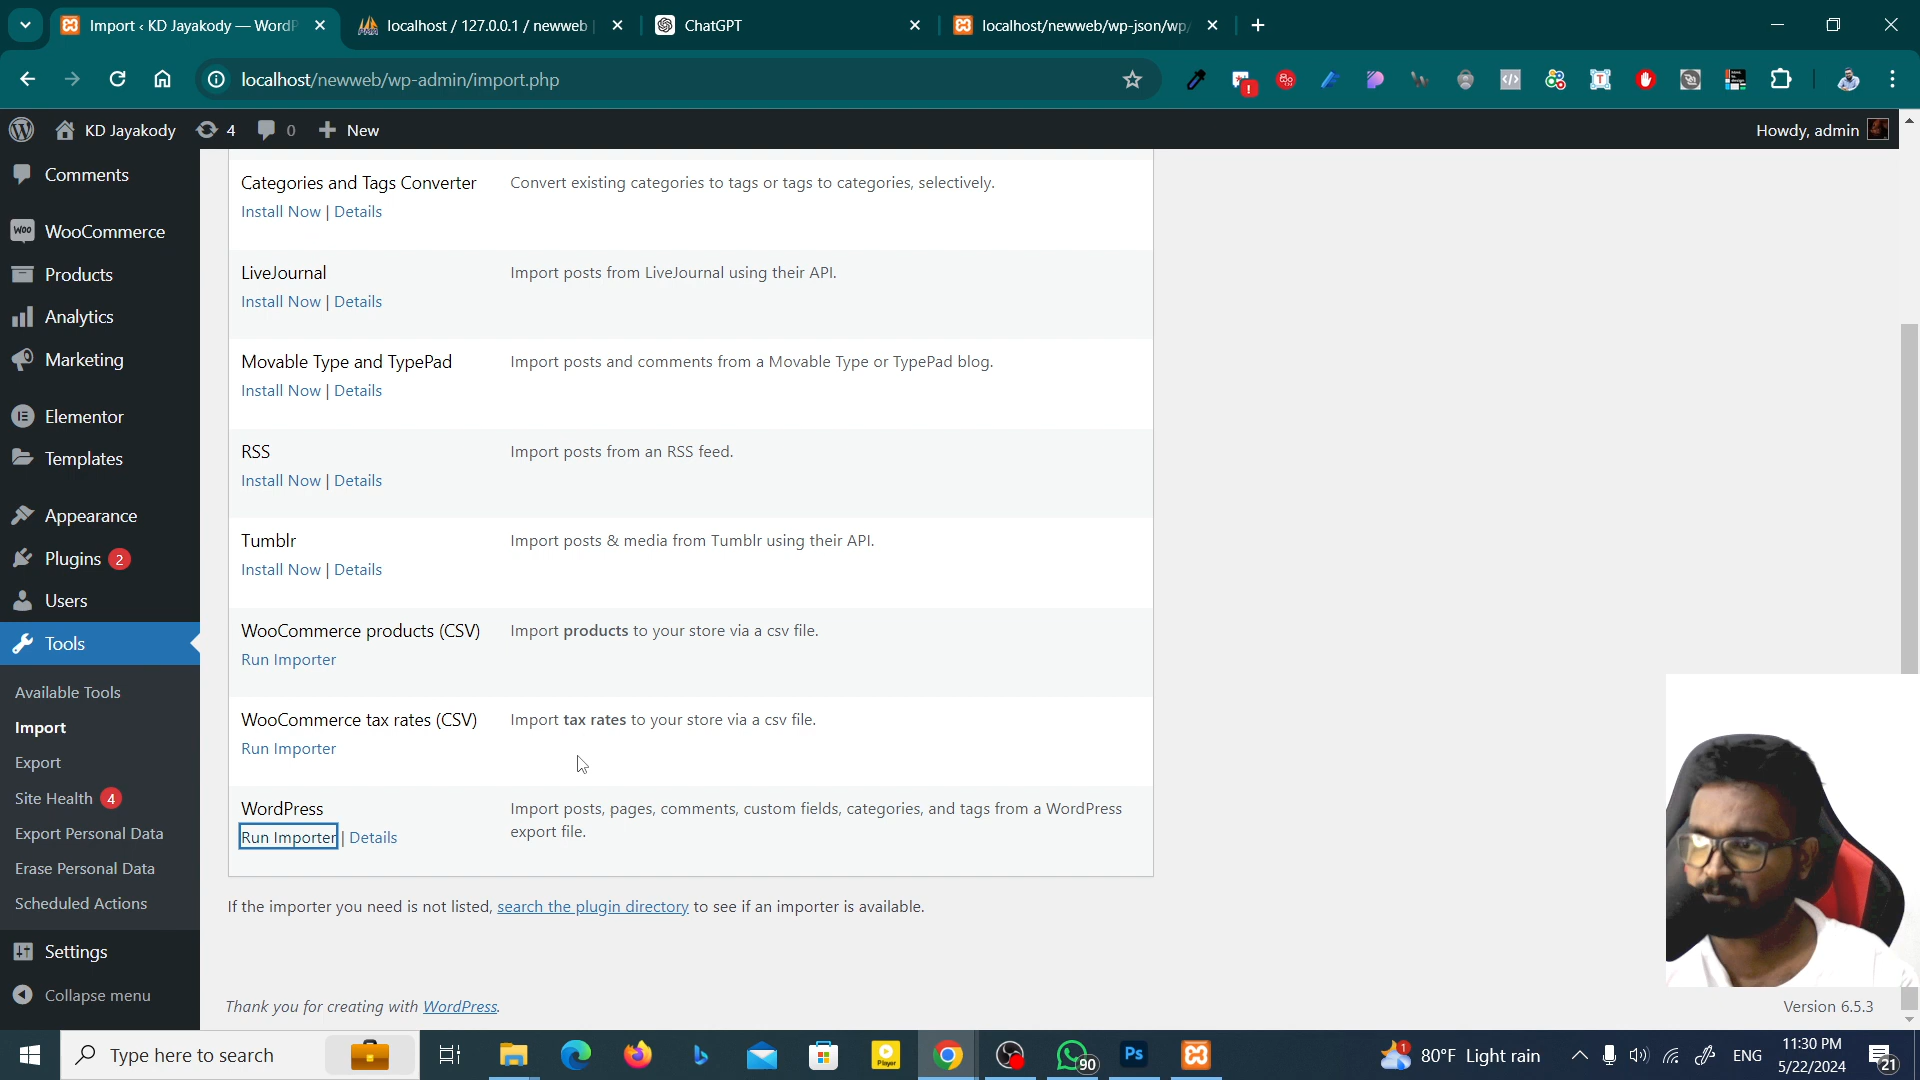 Import ‹ KD Jayakody — WordP
localhost / 127.0.0.1 / newweb
ChatGPT
localhost/newweb/wp-json/wp/
localhost/newweb/wp-admin/import.php
KD Jayakody
4
0
New
Howdy, admin
Comments
WooCommerce
Products
Analytics
Marketing
Elementor
Templates
Appearance
Plugins 2
Users
Tools
Available Tools
Import
Export
Site Health 4
Export Personal Data
Erase Personal Data
Scheduled Actions
Settings
Collapse menu
Categories and Tags Converter
Install Now | Details
Convert existing categories to tags or tags to categories, selectively.
LiveJournal
Install Now | Details
Import posts from LiveJournal using their API.
Movable Type and TypePad
Install Now | Details
Import posts and comments from a Movable Type or TypePad blog.
RSS
Install Now | Details
Import posts from an RSS feed.
Tumblr
Install Now | Details
Import posts & media from Tumblr using their API.
WooCommerce products (CSV)
Run Importer
Import products to your store via a csv file.
WooCommerce tax rates (CSV)
Run Importer
Import tax rates to your store via a csv file.
WordPress
Run Importer | Details
Import posts, pages, comments, custom fields, categories, and tags from a WordPress
export file.
If the importer you need is not listed, search the plugin directory to see if an importer is available.
Thank you for creating with WordPress.
Version 6.5.3
Type here to search
90
Ps
1
80°F Light rain
ENG
11:30 PM
5/22/2024
21